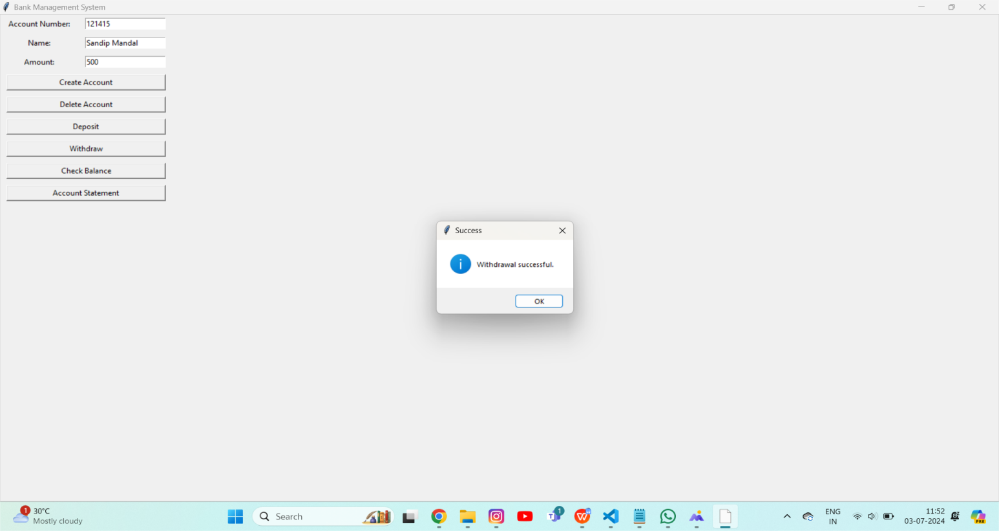 Bank Management System
Account Number: 121415
Name: Sandip Mandal
Amount: 500
Create Account
Delete Account
Deposit
Withdraw
Check Balance
Account Statement
Success
i Withdrawal successful.
OK
1 30°C
Mostly cloudy
Search
1
ENG
IN
11:52
03-07-2024
PRE